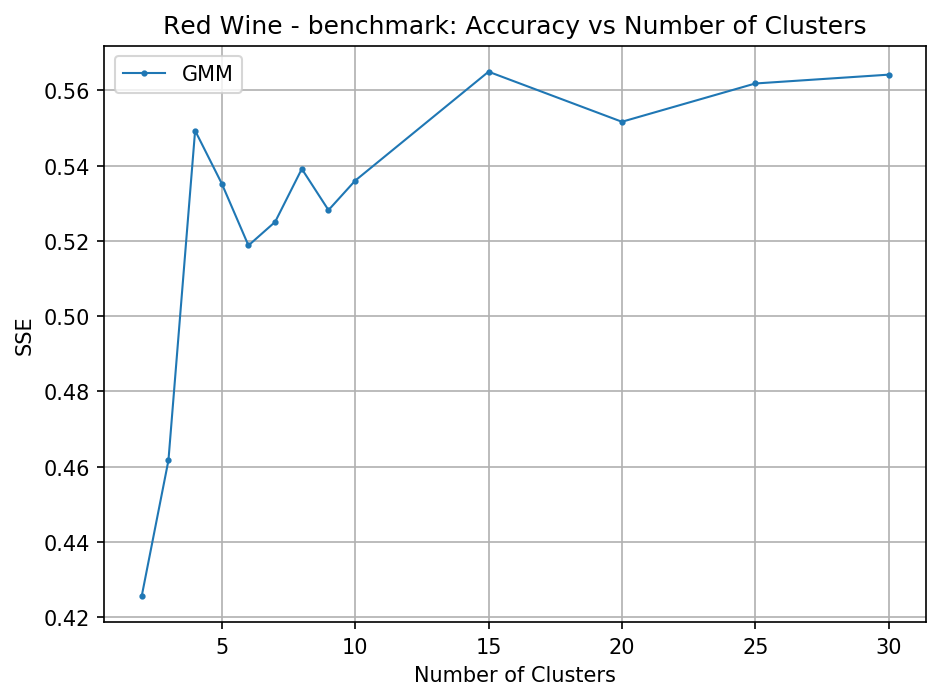 Red Wine - benchmark: Accuracy vs Number of Clusters
GMM
SSE
0.56
0.54
0.52
0.50
0.48
0.46
0.44
0.42
5 10 15 20 25 30
Number of Clusters